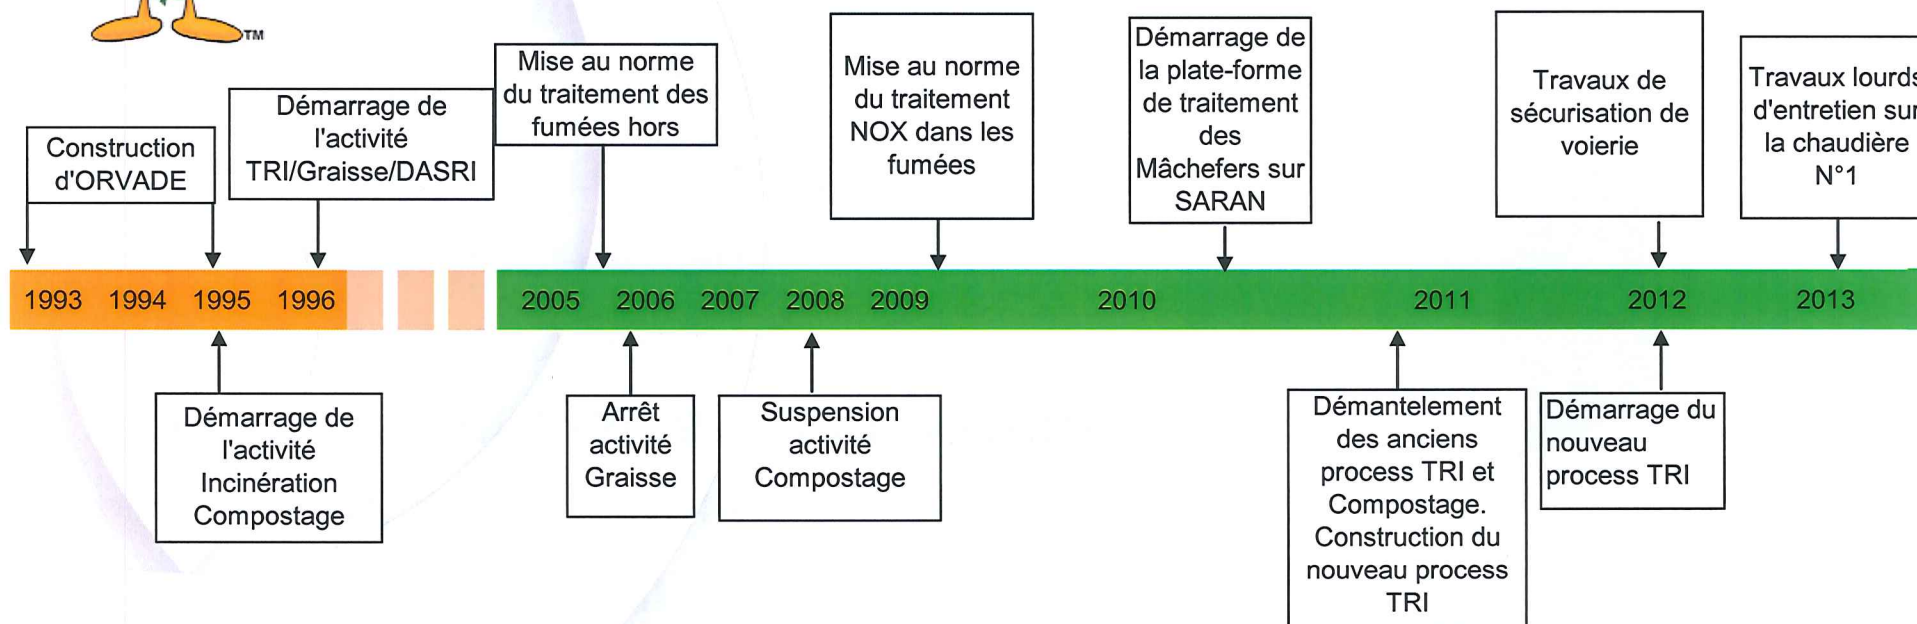 TM
Construction
d'ORVADE
Démarrage de
l'activité
TRI/Graisse/DASRI
Mise au norme
du traitement des
fumées hors
Mise au norme
du traitement
NOX dans les
fumées
Démarrage de
la plate-forme
de traitement
des
Mâchefers sur
SARAN
Travaux de
sécurisation de
voierie
Travaux lourds
d'entretien sur
la chaudière
N°1
1993 1994 1995 1996 2005 2006 2007 2008 2009 2010 2011 2012 2013
Démarrage de
l'activité
Incinération
Compostage
Arrêt
activité
Graisse
Suspension
activité
Compostage
Démantelement
des anciens
process TRI et
Compostage.
Construction du
nouveau process
TRI
Démarrage du
nouveau
process TRI